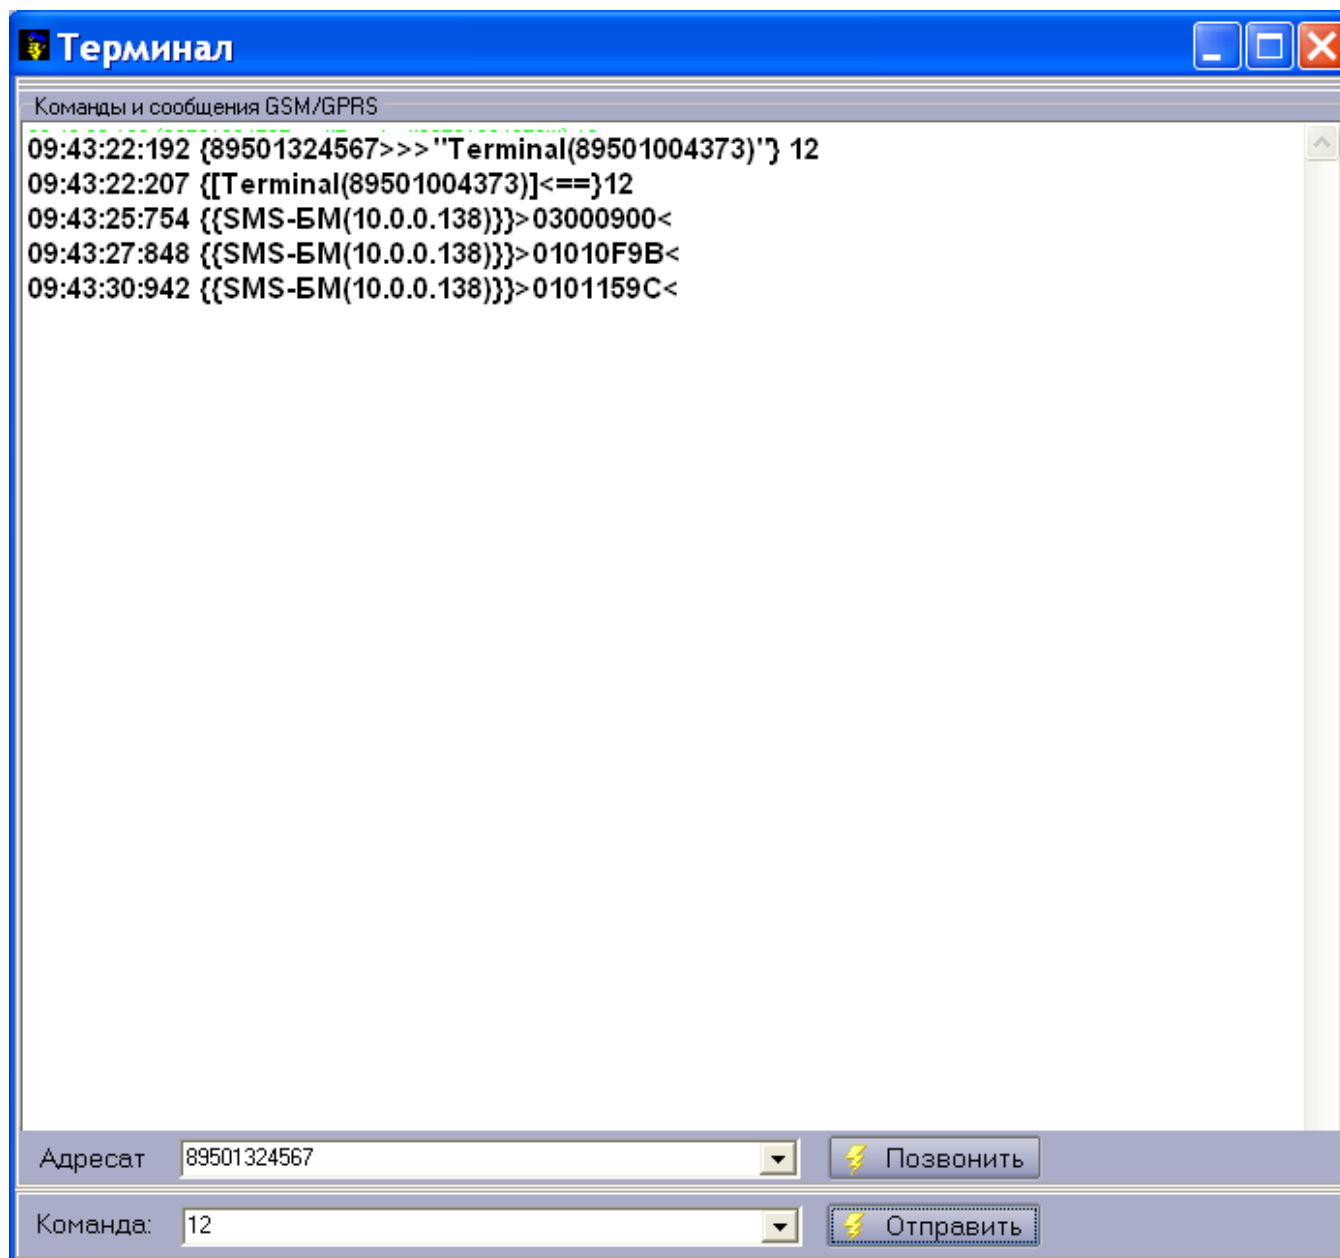 Терминал
Команды и сообщения GSM/GPRS
09:43:22:192 {89501324567>>>"Terminal(89501004373)"} 12
09:43:22:207 {[Terminal(89501004373)]<==}12
09:43:25:754 {{SMS-БМ(10.0.0.138)}}>03000900<
09:43:27:848 {{SMS-БМ(10.0.0.138)}}>01010F9B<
09:43:30:942 {{SMS-БМ(10.0.0.138)}}>0101159C<
Адресат 89501324567 Позвонить
Команда: 12 Отправить